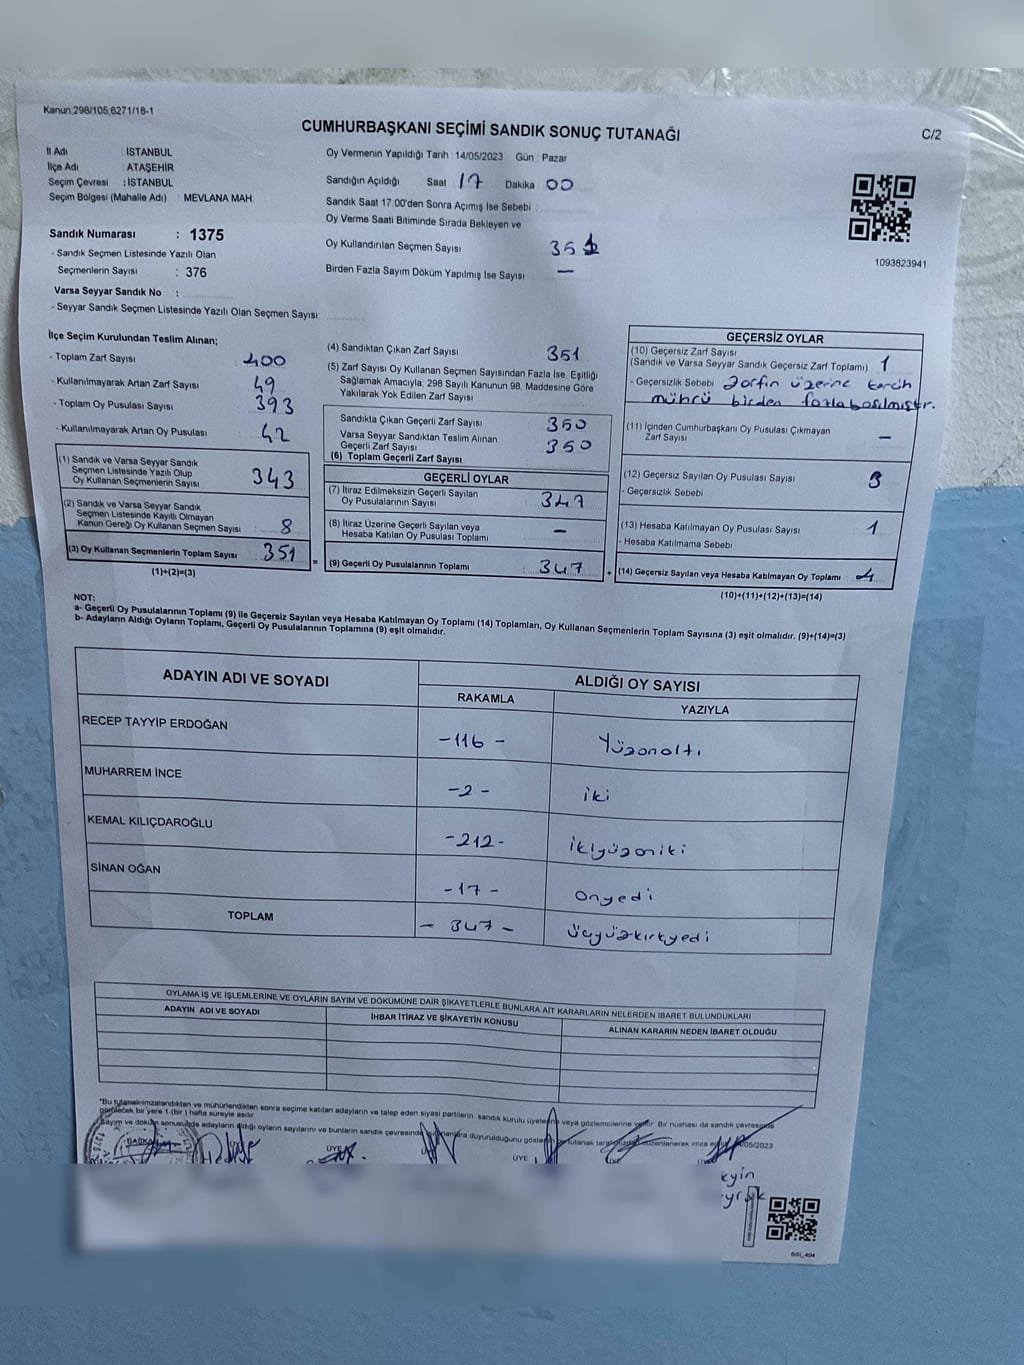 Kanun;298/105;6271/18-1
CUMHURBAŞKANI SEÇİMİ SANDIK SONUÇ TUTANAĞI
C/2
İl Adı : İSTANBUL
İlçe Adı : ATAŞEHİR
Seçim Çevresi : İSTANBUL
Seçim Bölgesi (Mahalle Adı) : MEVLANA MAH.
Sandık Numarası : 1375
- Sandık Seçmen Listesinde Yazılı Olan
Seçmenlerin Sayısı : 376
Varsa Seyyar Sandık No :
- Seyyar Sandık Seçmen Listesinde Yazılı Olan Seçmen Sayısı:
Oy Vermenin Yapıldığı Tarih : 14/05/2023 Gün : Pazar
Sandığın Açıldığı Saat 17 Dakika 00
Sandık Saat 17:00'den Sonra Açımış İse Sebebi
Oy Verme Saati Bitiminde Sırada Bekleyen ve
Oy Kullandırılan Seçmen Sayısı 351
Birden Fazla Sayım Döküm Yapılmış İse Sayısı —
1093823941
İlçe Seçim Kurulundan Teslim Alınan;
- Toplam Zarf Sayısı 400
- Kullanılmayarak Artan Zarf Sayısı 49
- Toplam Oy Pusulası Sayısı 393
- Kullanılmayarak Artan Oy Pusulası 42
(1) Sandık ve Varsa Seyyar Sandık
Seçmen Listesinde Yazılı Olup
Oy Kullanan Seçmenlerin Sayısı 343
(2) Sandık ve Varsa Seyyar Sandık
Seçmen Listesinde Kayıtlı Olmayan
Kanun Gereği Oy Kullanan Seçmen Sayısı 8
(3) Oy Kullanan Seçmenlerin Toplam Sayısı 351
(1)+(2)=(3)
(4) Sandıktan Çıkan Zarf Sayısı 351
(5) Zarf Sayısı Oy Kullanan Seçmen Sayısından Fazla İse, Eşitliği
Sağlamak Amacıyla, 298 Sayılı Kanunun 98. Maddesine Göre
Yakılarak Yok Edilen Zarf Sayısı
Sandıkta Çıkan Geçerli Zarf Sayısı 350
Varsa Seyyar Sandıktan Teslim Alınan
Geçerli Zarf Sayısı 350
(6) Toplam Geçerli Zarf Sayısı
GEÇERLİ OYLAR
(7) İtiraz Edilmeksizin Geçerli Sayılan
Oy Pusulalarının Sayısı 347
(8) İtiraz Üzerine Geçerli Sayılan veya
Hesaba Katılan Oy Pusulası Toplamı —
(9) Geçerli Oy Pusulalarının Toplamı 347
GEÇERSİZ OYLAR
(10) Geçersiz Zarf Sayısı
(Sandık ve Varsa Seyyar Sandık Geçersiz Zarf Toplamı) 1
- Geçersizlik Sebebi Zarfın üzerine tercih
mührü birden fazla basılmıştır.
(11) İçinden Cumhurbaşkanı Oy Pusulası Çıkmayan
Zarf Sayısı —
(12) Geçersiz Sayılan Oy Pusulası Sayısı
- Geçersizlik Sebebi
(13) Hesaba Katılmayan Oy Pusulası Sayısı 1
- Hesaba Katılmama Sebebi
(14) Geçersiz Sayılan veya Hesaba Katılmayan Oy Toplamı 4
(10)+(11)+(12)+(13)=(14)
NOT:
a- Geçerli Oy Pusulalarının Toplamı (9) ile Geçersiz Sayılan veya Hesaba Katılmayan Oy Toplamı (14) Toplamları, Oy Kullanan Seçmenlerin Toplam Sayısına (3) eşit olmalıdır. (9)+(14)=(3)
b- Adayların Aldığı Oyların Toplamı, Geçerli Oy Pusulalarının Toplamına (9) eşit olmalıdır.
ADAYIN ADI VE SOYADI
ALDIĞI OY SAYISI
RAKAMLA YAZIYLA
RECEP TAYYİP ERDOĞAN -116- Yüzonaltı
MUHARREM İNCE -2- iki
KEMAL KILIÇDAROĞLU -212- ikiyüzoniki
SİNAN OĞAN -17- Onyedi
TOPLAM - 347 - Üçyüzkırkyedi
OYLAMA İŞ VE İŞLEMLERİNE VE OYLARIN SAYIM VE DÖKÜMÜNE DAİR ŞİKAYETLERLE BUNLARA AİT KARARLARIN NELERDEN İBARET BULUNDUKLARI
ADAYIN ADI VE SOYADI İHBAR İTİRAZ VE ŞİKAYETİN KONUSU ALINAN KARARIN NEDEN İBARET OLDUĞU
*Bu tutanak imzalandıktan ve mühürlendikten sonra seçime katılan adayların ve talep eden siyasi partilerin sandık kurulu üyelerine veya gözlemcilerine verilir. Bir nüshası da sandık çevresinde
görülecek bir yere 1 (bir) hafta süreyle asılır.
Sayım ve döküm sonucunda adayların aldığı oyların sayılarını ve bunların sandık çevresinde
BAŞKAN
ÜYE
ÜYE